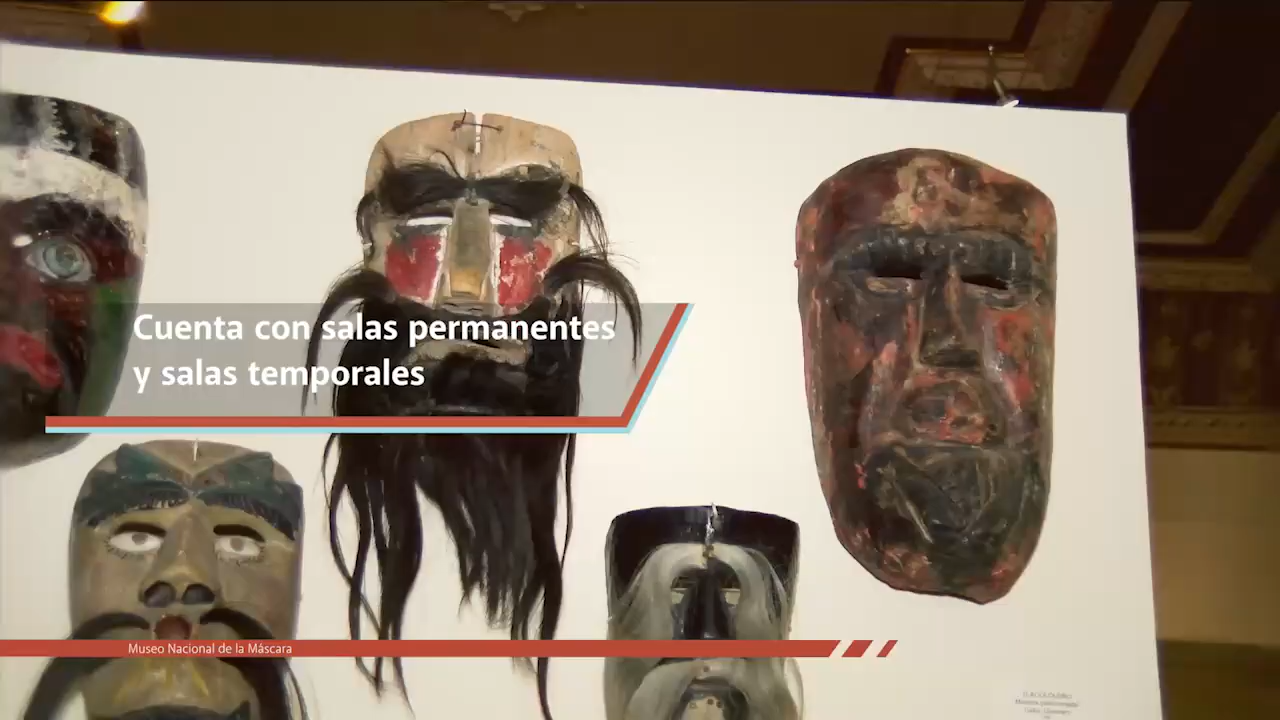 Cuenta con salas permanentes
y salas temporales
Museo Nacional de la Máscara